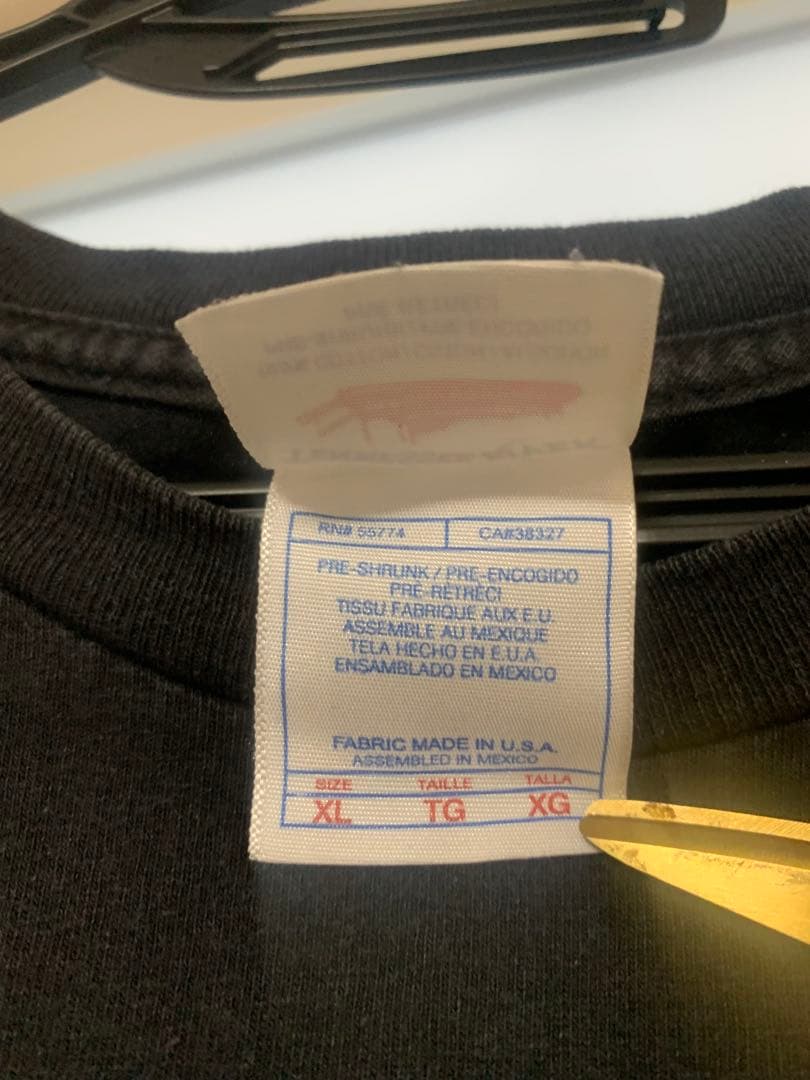 RN# 55774 CA#38327
PRE-SHRUNK / PRE-ENCOGIDO
PRE-RETRECI
TISSU FABRIQUE AUX E.U.
ASSEMBLE AU MEXIQUE
TELA HECHO EN E.U.A.
ENSAMBLADO EN MEXICO
FABRIC MADE IN U.S.A.
ASSEMBLED IN MEXICO
SIZE TAILLE TALLA
XL TG XG